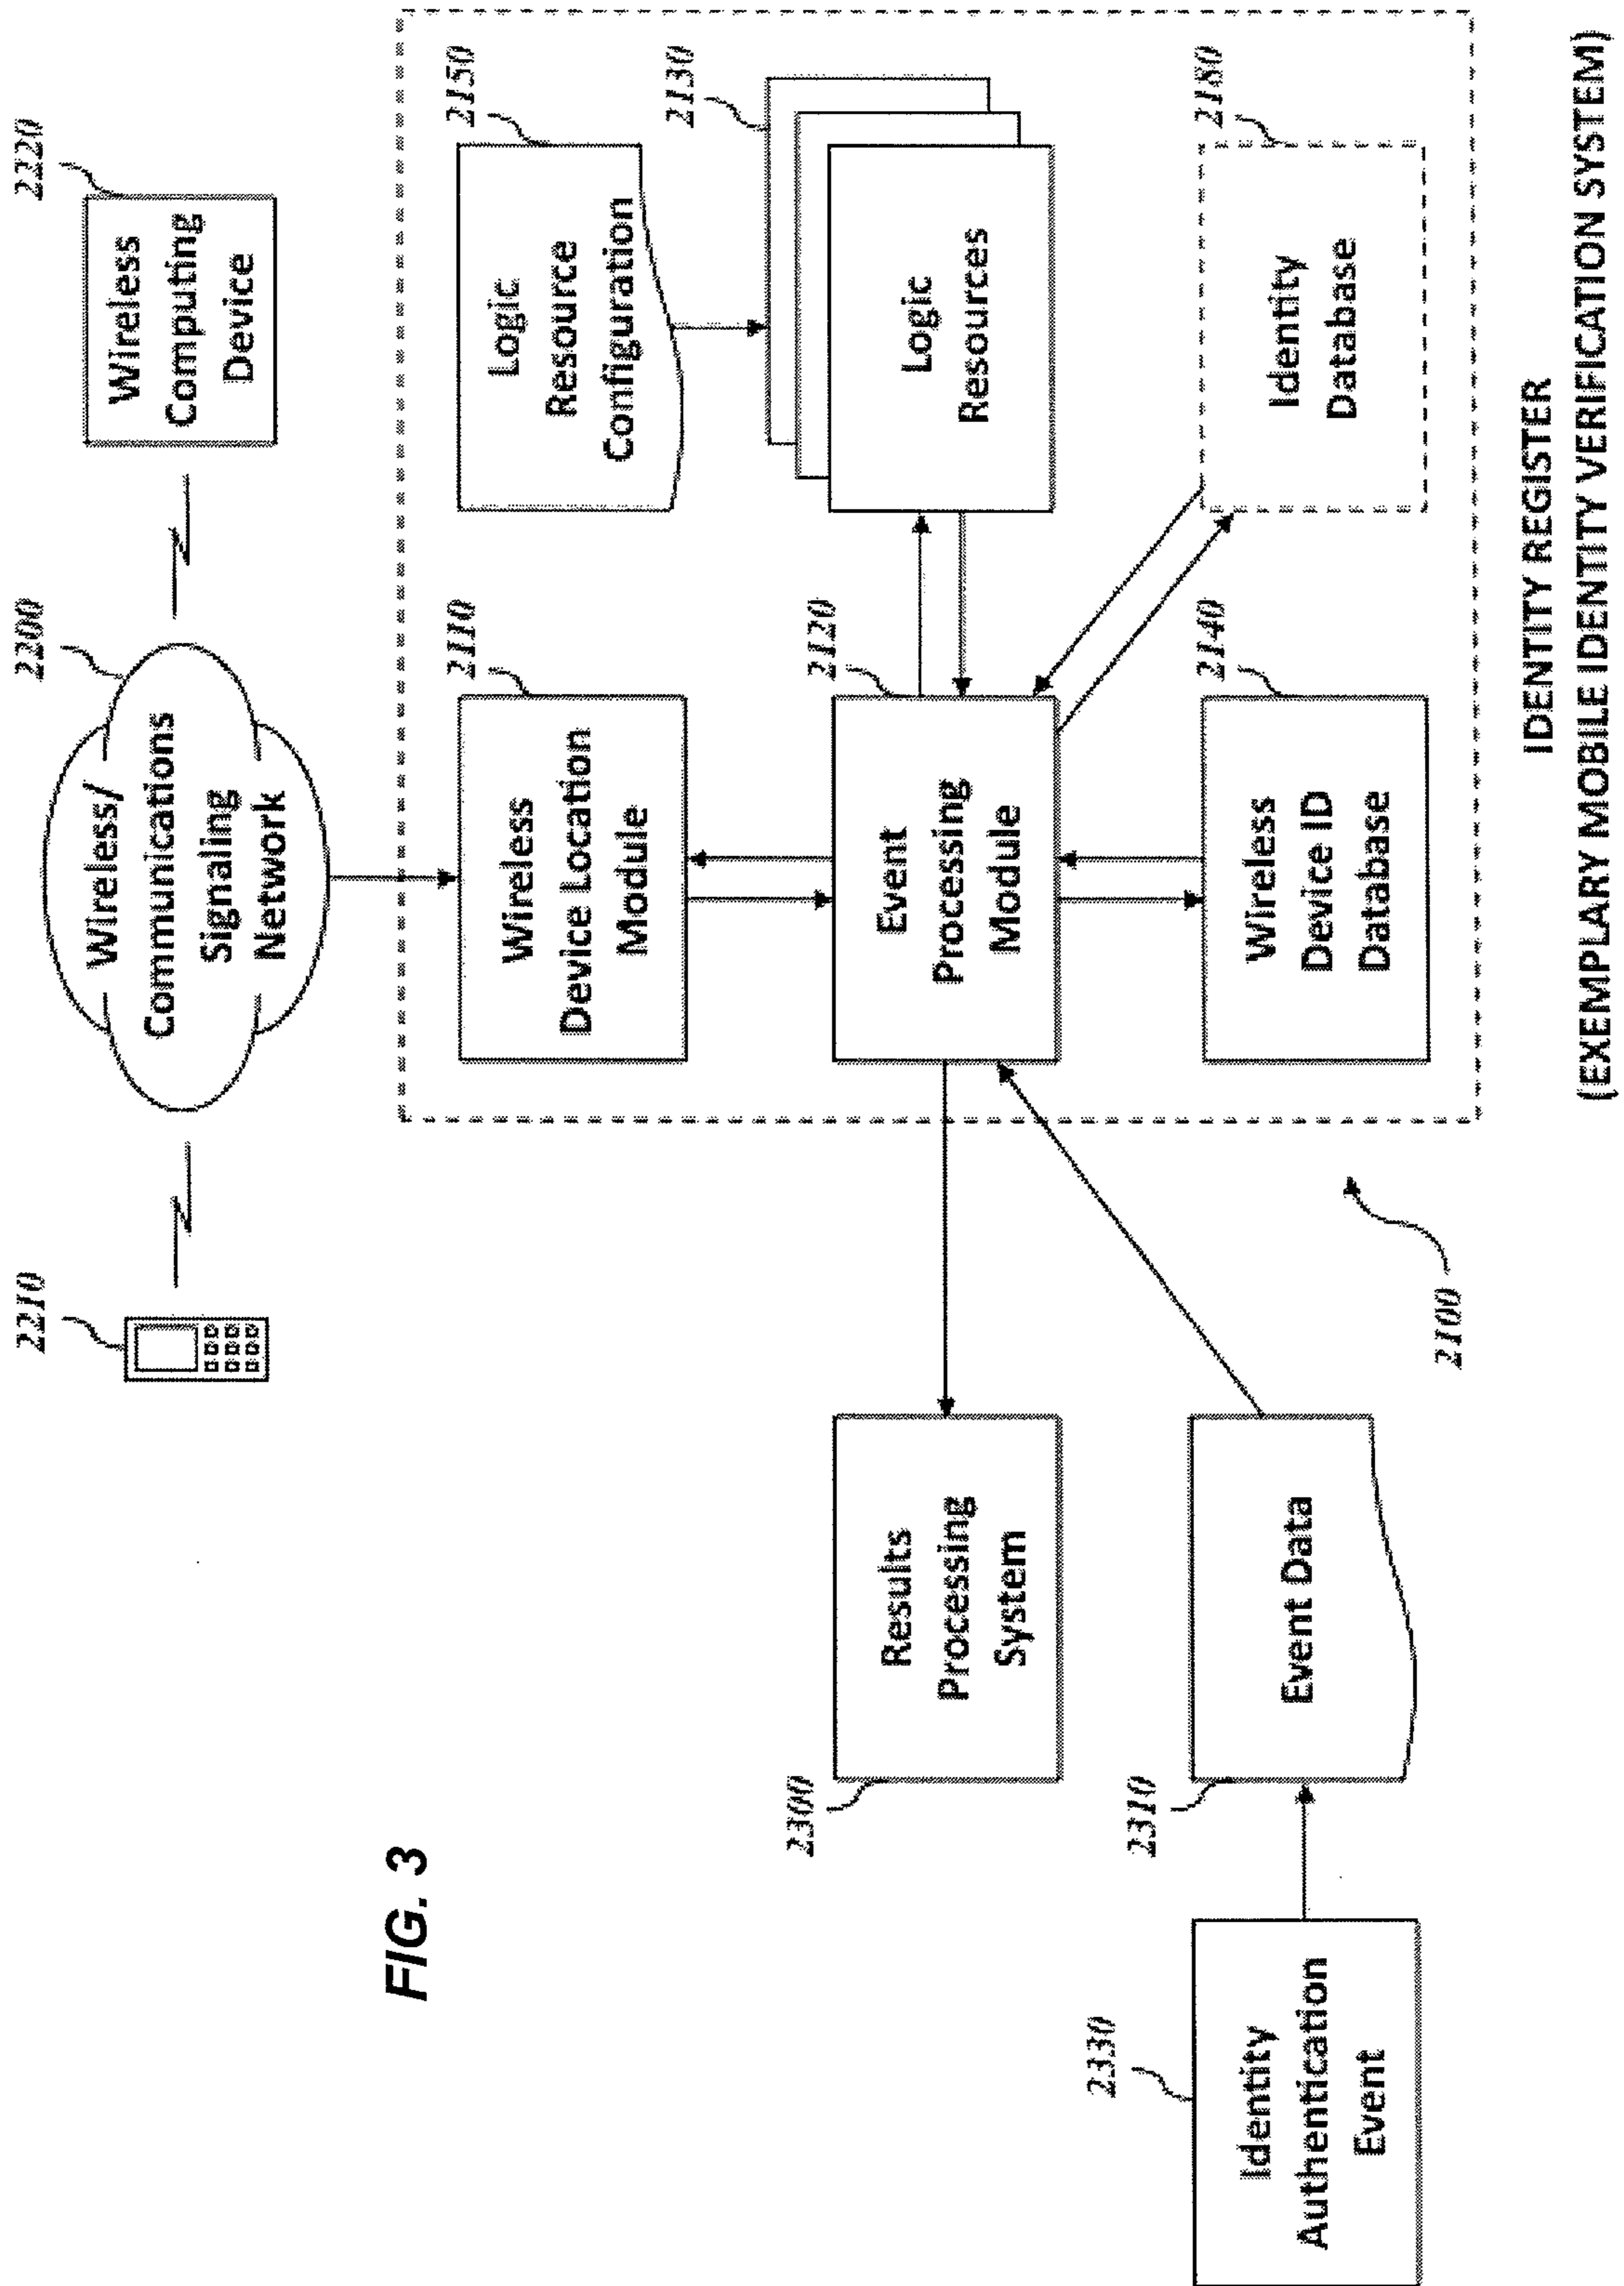 FIG. 3
2210
2200
2220
Wireless/
Communications
Signaling
Network
Wireless
Computing
Device
2110
Wireless
Device Location
Module
2150
Logic
Resource
Configuration
2130
Logic
Resources
2300
Results
Processing
System
2120
Event
Processing
Module
2330
Identity
Authentication
Event
2310
Event Data
2100
2140
Wireless
Device ID
Database
2180
Identity
Database
IDENTITY REGISTER
(EXEMPLARY MOBILE IDENTITY VERIFICATION SYSTEM)